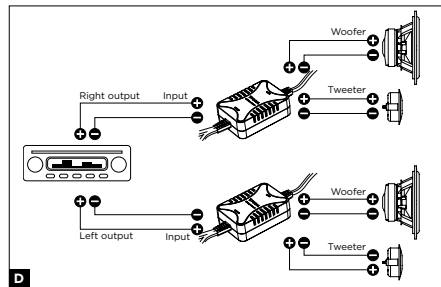 Woofer
Right output
Input
Tweeter
Woofer
Left output
Input
Tweeter
D